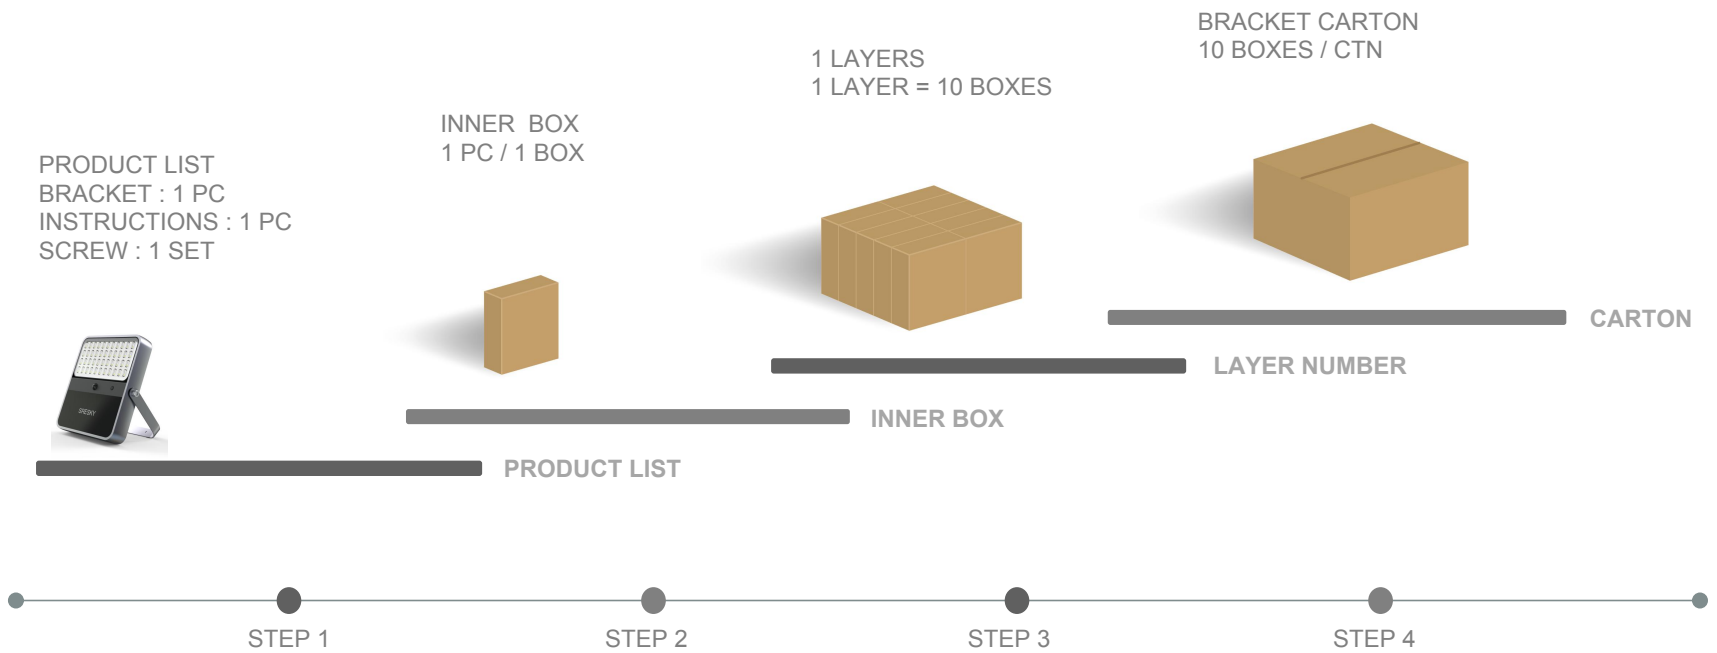 BRACKET CARTON
10 BOXES / CTN
1 LAYERS
1 LAYER = 10 BOXES
INNER BOX
1 PC / 1 BOX
PRODUCT LIST
BRACKET : 1 PC
INSTRUCTIONS : 1 PC
SCREW : 1 SET
SRESKY
CARTON
LAYER NUMBER
INNER BOX
PRODUCT LIST
STEP 1
STEP 2
STEP 3
STEP 4